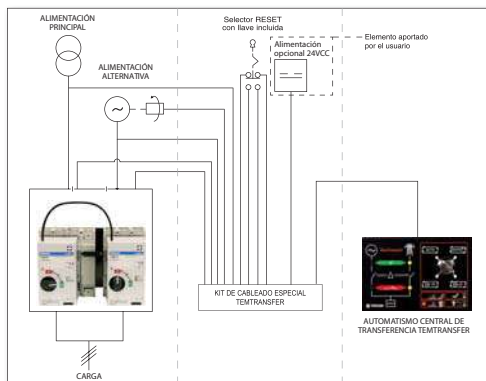 ALIMENTACIÓN
PRINCIPAL
ALIMENTACIÓN
ALTERNATIVA
Selector RESET
con llave incluida
Alimentación
opcional 24VCC
Elemento aportado
por el usuario
KIT DE CABLEADO ESPECIAL
TEMTRANSFER
AUTOMATISMO CENTRAL DE
TRANSFERENCIA TEMTRANSFER
CARGA